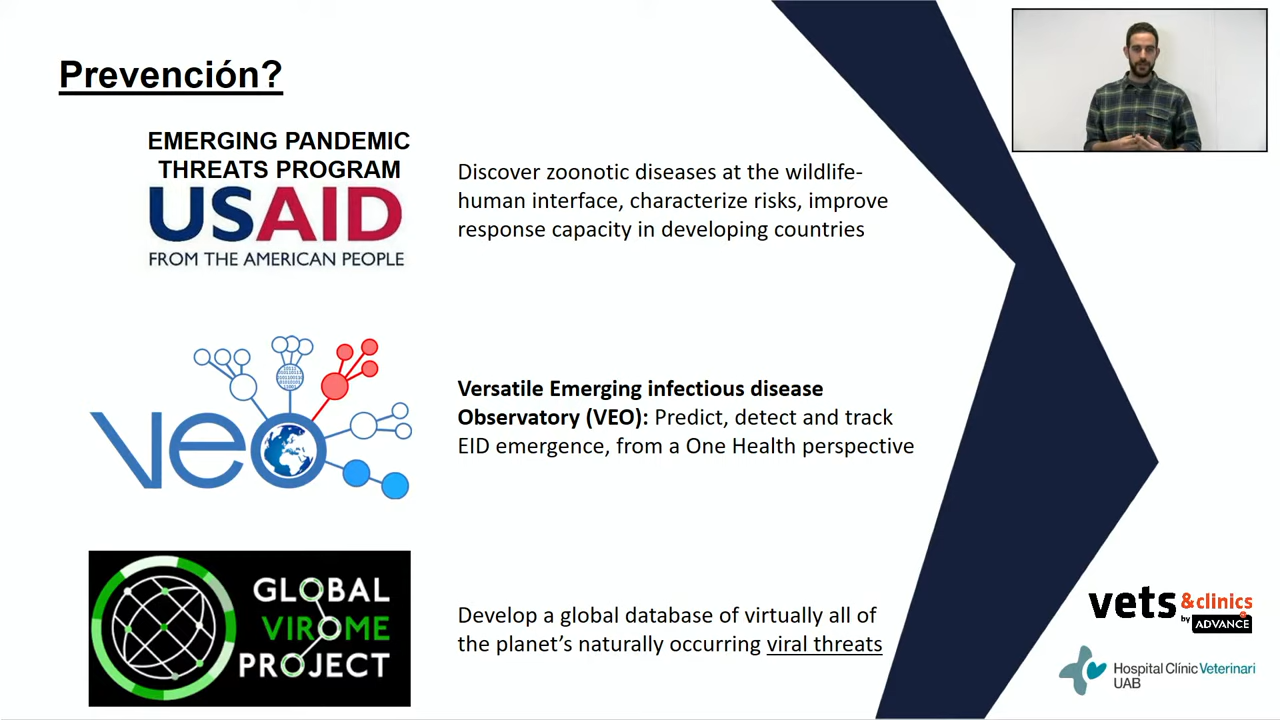 Prevención?
EMERGING PANDEMIC
THREATS PROGRAM
USAID
FROM THE AMERICAN PEOPLE
Discover zoonotic diseases at the wildlife-
human interface, characterize risks, improve
response capacity in developing countries
veo
Versatile Emerging infectious disease
Observatory (VEO): Predict, detect and track
EID emergence, from a One Health perspective
GLOBAL
VIROME
PROJECT
Develop a global database of virtually all of
the planet’s naturally occurring viral threats
vets &clinics
by ADVANCE
Hospital Clínic Veterinari
UAB